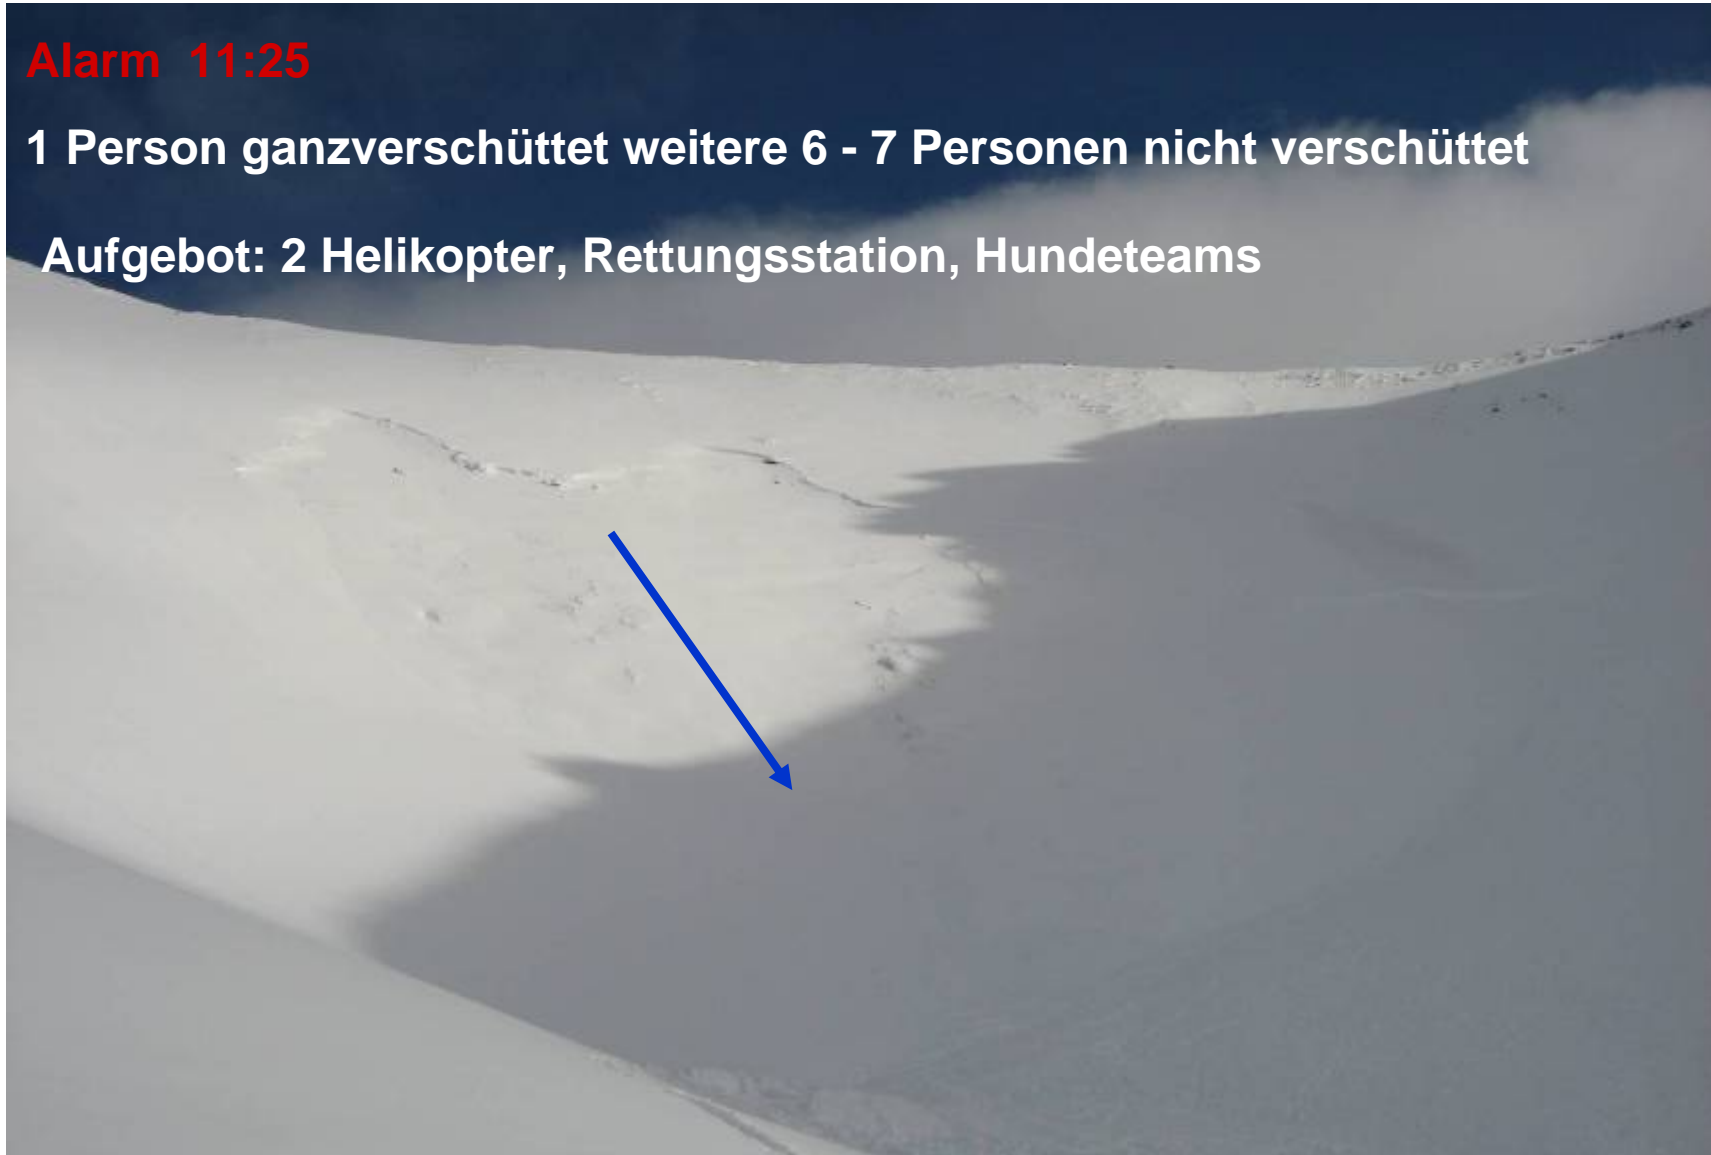 Alarm 11:25
1 Person ganzverschüttet weitere 6 - 7 Personen nicht verschüttet
Aufgebot: 2 Helikopter, Rettungsstation, Hundeteams